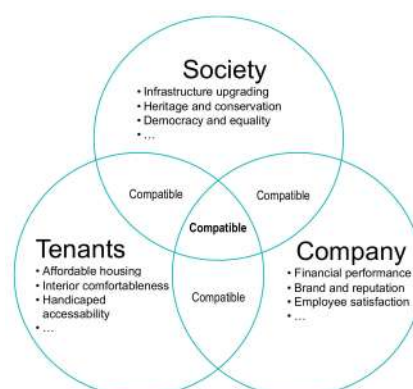 Society
• Infrastructure upgrading
• Heritage and conservation
• Democracy and equality
• ...
Compatible
Compatible
Compatible
Tenants
• Affordable housing
• Interior comfortableness
• Handicaped
accessability
• ...
Compatible
Company
• Financial performance
• Brand and reputation
• Employee satisfaction
• ...